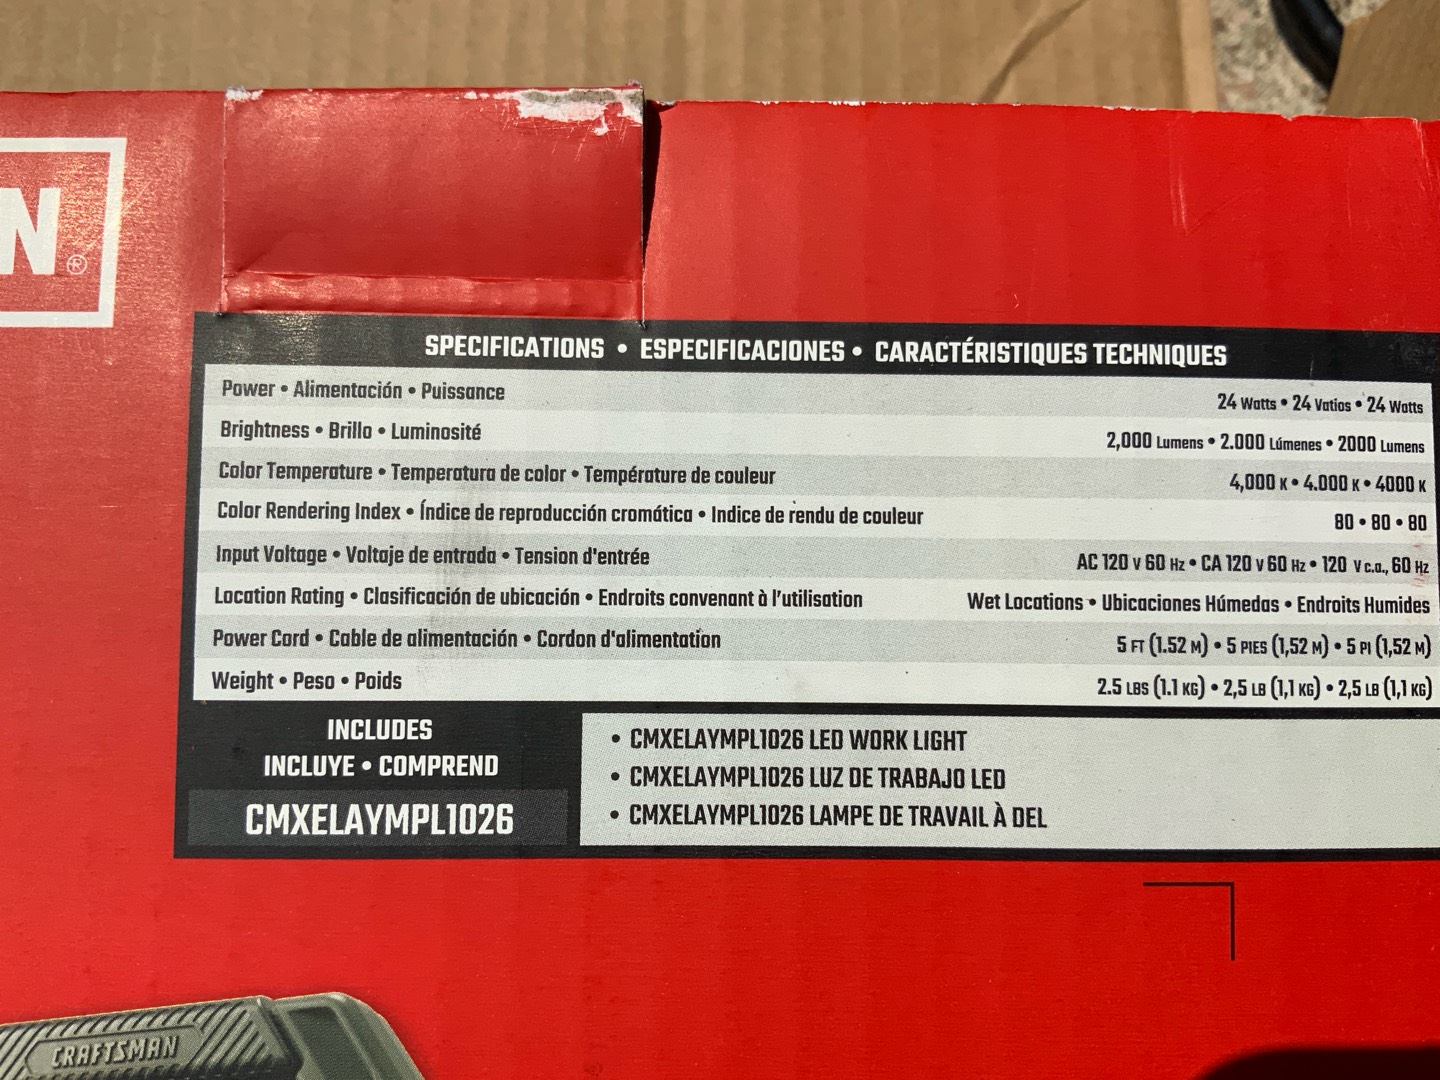 N®
SPECIFICATIONS • ESPECIFICACIONES • CARACTÉRISTIQUES TECHNIQUES
Power • Alimentación • Puissance 24 Watts • 24 Vatios • 24 Watts
Brightness • Brillo • Luminosité 2,000 Lumens • 2.000 Lúmenes • 2000 Lumens
Color Temperature • Temperatura de color • Température de couleur 4,000 K • 4.000 K • 4000 K
Color Rendering Index • Índice de reproducción cromática • Indice de rendu de couleur 80 • 80 • 80
Input Voltage • Voltaje de entrada • Tension d'entrée AC 120 V 60 Hz • CA 120 V 60 Hz • 120 V c.a., 60 Hz
Location Rating • Clasificación de ubicación • Endroits convenant à l'utilisation Wet Locations • Ubicaciones Húmedas • Endroits Humides
Power Cord • Cable de alimentación • Cordon d'alimentation 5 FT (1.52 M) • 5 PIES (1,52 M) • 5 PI (1,52 M)
Weight • Peso • Poids 2.5 LBS (1.1 KG) • 2,5 LB (1,1 KG) • 2,5 LB (1,1 KG)
INCLUDES
INCLUYE • COMPREND
CMXELAYMPL1026
• CMXELAYMPL1026 LED WORK LIGHT
• CMXELAYMPL1026 LUZ DE TRABAJO LED
• CMXELAYMPL1026 LAMPE DE TRAVAIL À DEL
CRAFTSMAN